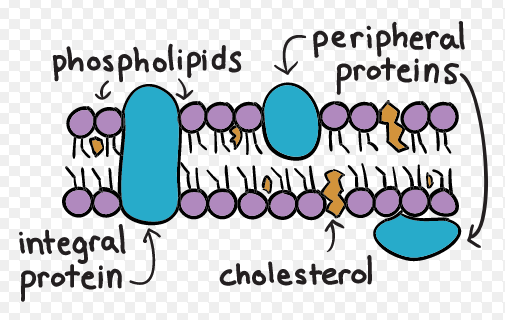 phospholipids
peripheral
proteins
integral
protein
cholesterol